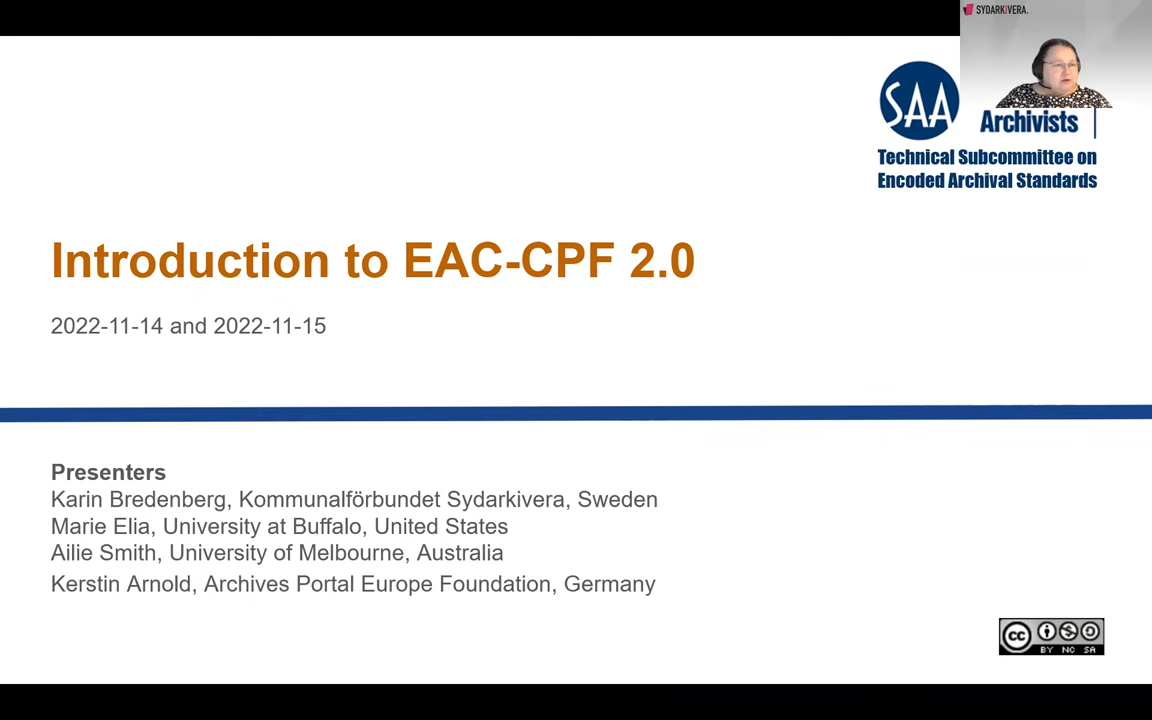 SYDARKIVERA.
SAA
Archivists
Technical Subcommittee on
Encoded Archival Standards
Introduction to EAC-CPF 2.0
2022-11-14 and 2022-11-15
Presenters
Karin Bredenberg, Kommunalförbundet Sydarkivera, Sweden
Marie Elia, University at Buffalo, United States
Ailie Smith, University of Melbourne, Australia
Kerstin Arnold, Archives Portal Europe Foundation, Germany
cc
BY NC SA